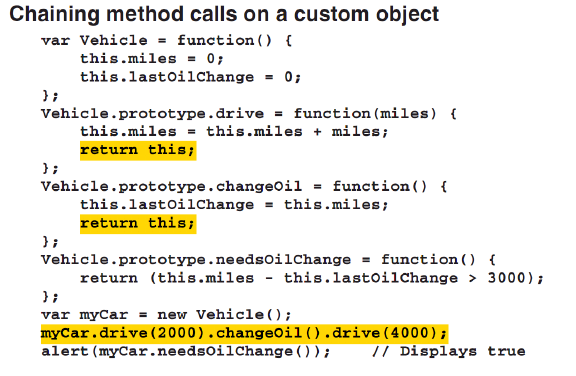 Chaining method calls on a custom object
var Vehicle = function() {
this.miles = 0;
this.lastOilChange = 0;
};
Vehicle.prototype.drive = function(miles) {
this.miles = this.miles + miles;
return this;
};
Vehicle.prototype.changeOil = function() {
this.lastOilChange = this.miles;
return this;
};
Vehicle.prototype.needsOilChange = function() {
return (this.miles - this.lastOilChange > 3000);
};
var myCar = new Vehicle();
myCar.drive(2000).changeOil().drive(4000);
alert(myCar.needsOilChange()); // Displays true